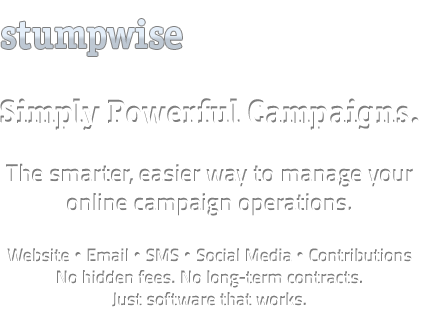 stumpwise
Simply Powerful Campaigns.
The smarter, easier way to manage your
online campaign operations.
Website • Email • SMS • Social Media • Contributions
No hidden fees. No long-term contracts.
Just software that works.